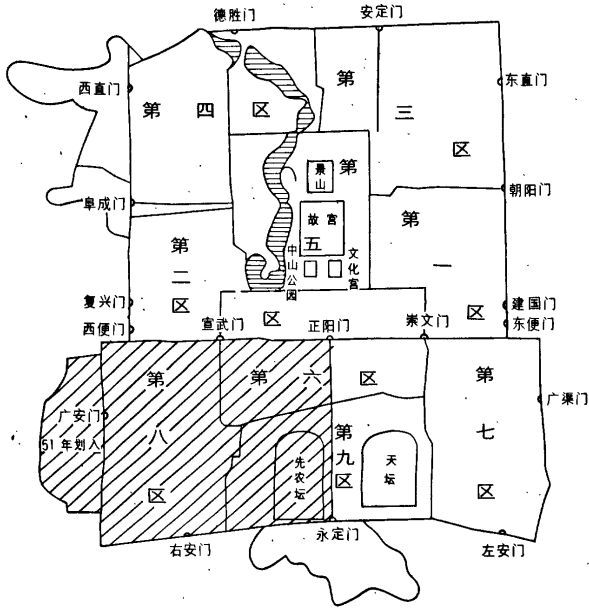 德胜门
安定门
西直门
东直门
第四区
第三区
阜成门
朝阳门
景山
故宫
第五区
中山公园
文化宫
第二区
第一区
复兴门
建国门
西便门
东便门
宣武门
正阳门
崇文门
第八区
第六区
第七区
第九区
广安门
广渠门
51年划入
先农坛
天坛
右安门
永定门
左安门